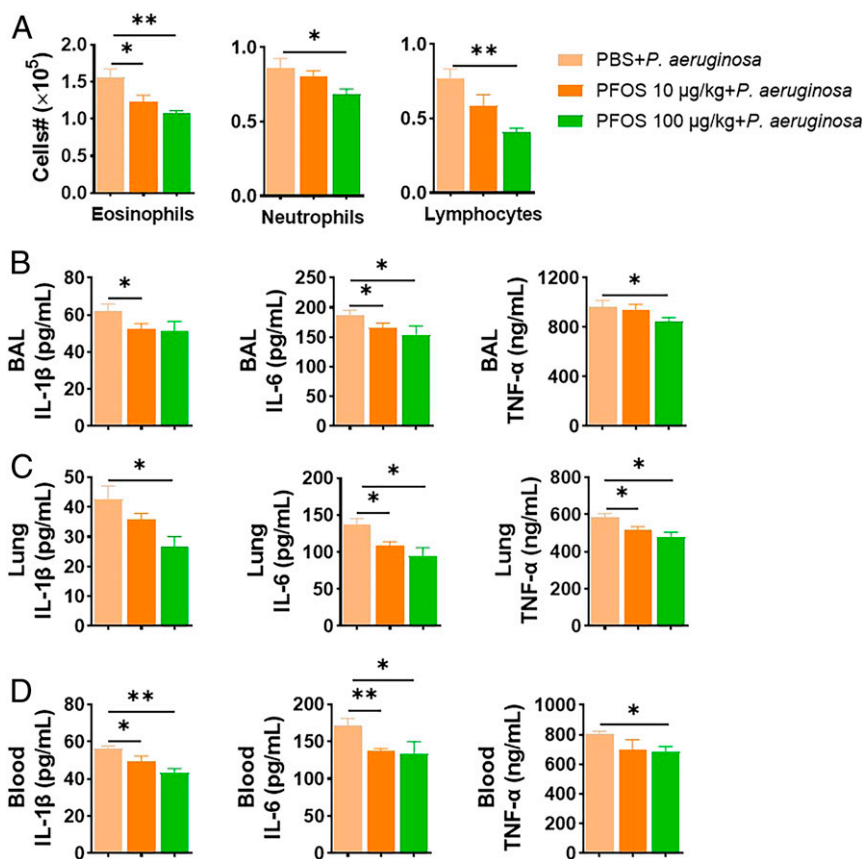 A
Cells# (×10⁵)
2.0
1.5
1.0
0.5
0.0
*
**
Eosinophils
1.0
0.5
0.0
*
Neutrophils
1.0
0.5
0.0
**
Lymphocytes
PBS+P. aeruginosa
PFOS 10 µg/kg+P. aeruginosa
PFOS 100 µg/kg+P. aeruginosa
B
BAL
IL-1β (pg/mL)
80
60
40
20
0
*
BAL
IL-6 (pg/mL)
250
200
150
100
50
0
*
*
BAL
TNF-α (ng/mL)
1200
900
600
300
0
*
C
Lung
IL-1β (pg/mL)
50
40
30
20
10
0
*
Lung
IL-6 (pg/mL)
200
150
100
50
0
*
*
Lung
TNF-α (ng/mL)
800
600
400
200
0
*
*
D
Blood
IL-1β (pg/mL)
80
60
40
20
0
*
**
Blood
IL-6 (pg/mL)
200
150
100
50
0
**
*
Blood
TNF-α (ng/mL)
1000
800
600
400
200
0
*